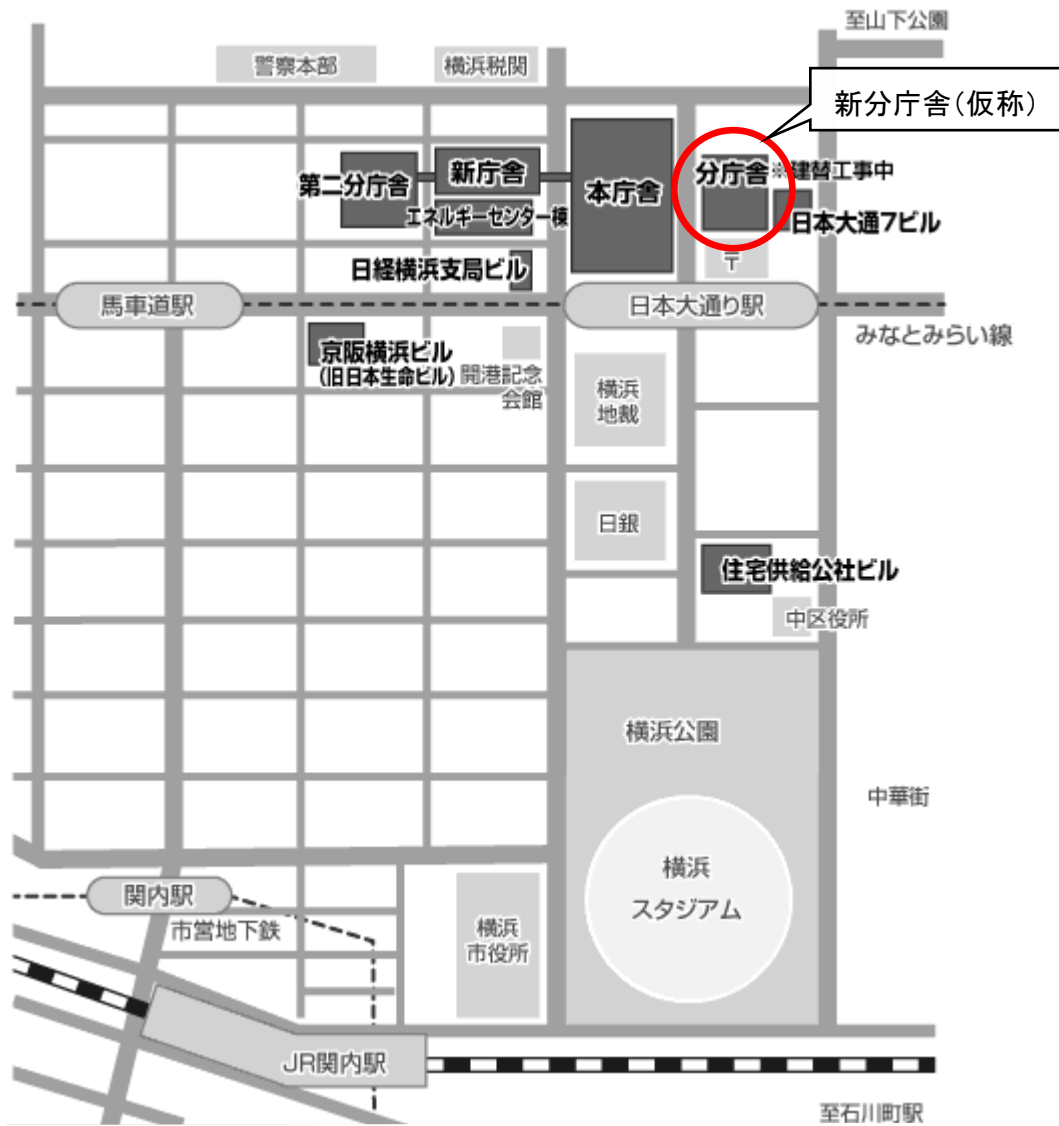 至山下公園
警察本部
横浜税関
新分庁舎(仮称)
第二分庁舎
新庁舎
本庁舎
分庁舎
※建替工事中
エネルギーセンター棟
日本大通7ビル
〒
日経横浜支局ビル
馬車道駅
日本大通り駅
みなとみらい線
京阪横浜ビル
(旧日本生命ビル)
開港記念
会館
横浜
地裁
日銀
住宅供給公社ビル
中区役所
横浜公園
中華街
横浜
スタジアム
関内駅
市営地下鉄
横浜
市役所
JR関内駅
至石川町駅